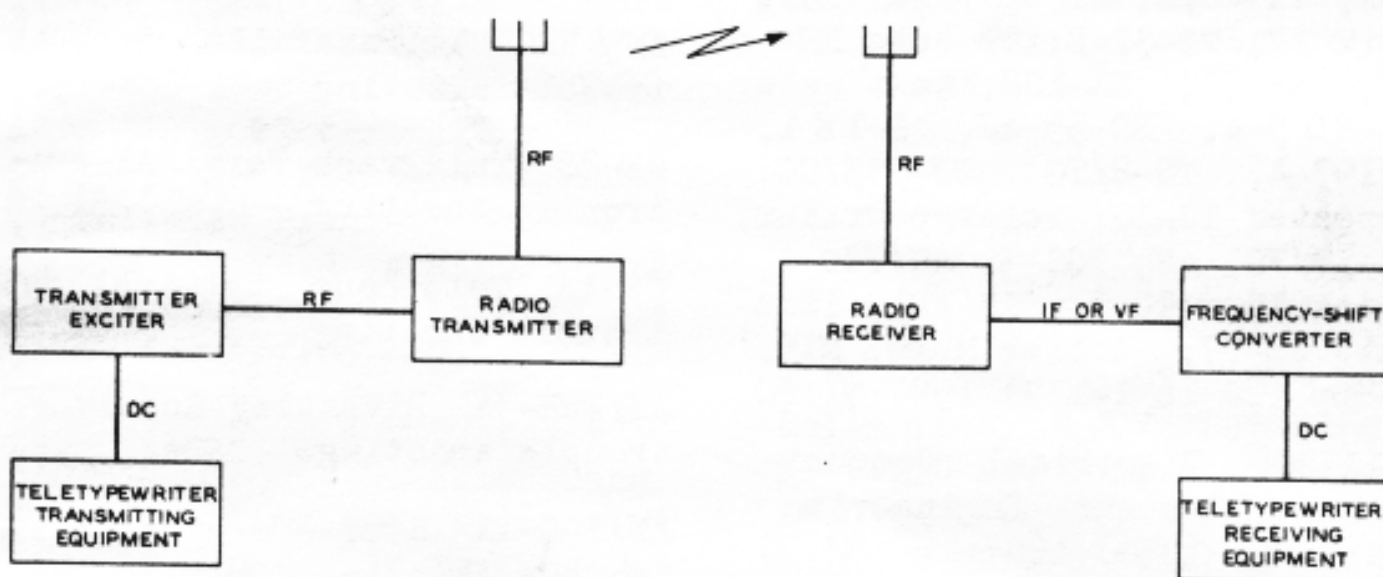 RF
RF
TRANSMITTER
EXCITER
RF
RADIO
TRANSMITTER
RADIO
RECEIVER
IF OR VF
FREQUENCY-SHIFT
CONVERTER
DC
DC
TELETYPEWRITER
TRANSMITTING
EQUIPMENT
TELETYPEWRITER
RECEIVING
EQUIPMENT